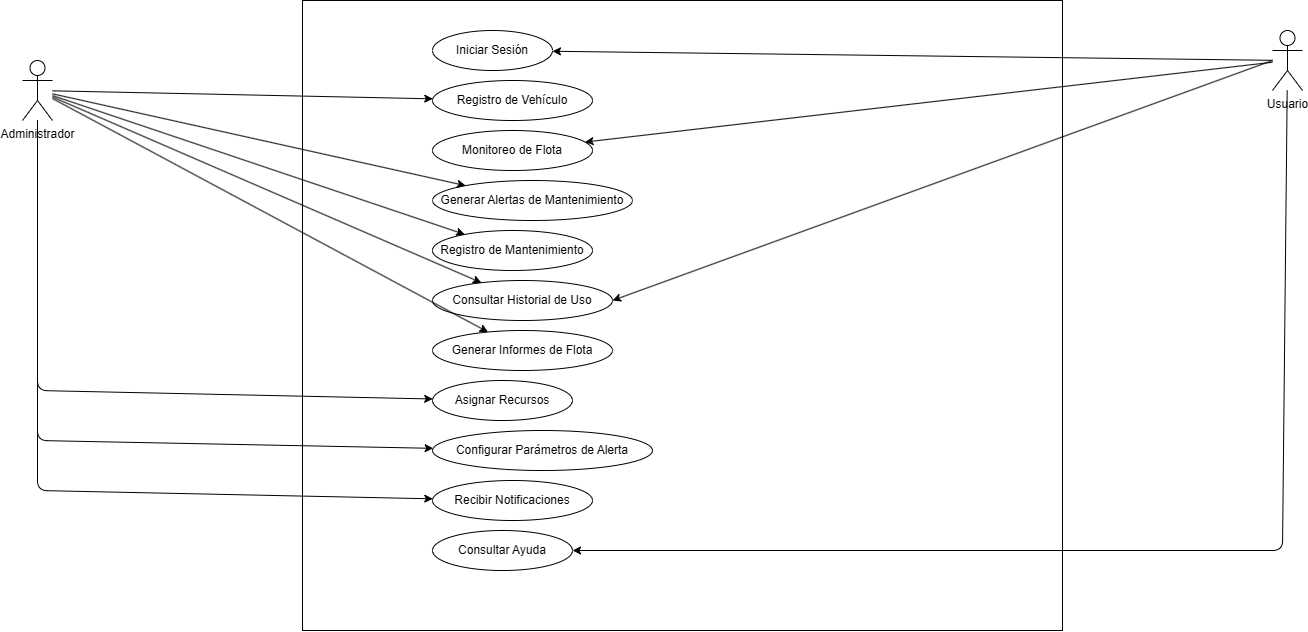 Iniciar Sesión
Registro de Vehículo
Usuario
Administrador
Monitoreo de Flota
Generar Alertas de Mantenimiento
Registro de Mantenimiento
Consultar Historial de Uso
Generar Informes de Flota
Asignar Recursos
Configurar Parámetros de Alerta
Recibir Notificaciones
Consultar Ayuda